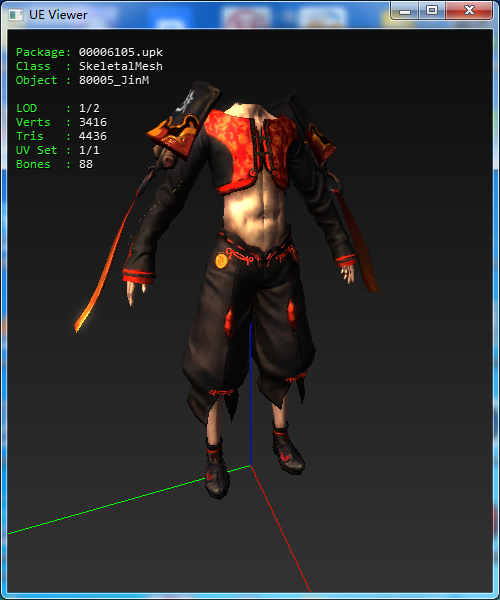 UE Viewer
Package: 00006105.upk
Class  : SkeletalMesh
Object : 80005_JinM
LOD    : 1/2
Verts  : 3416
Tris   : 4436
UV Set : 1/1
Bones  : 88